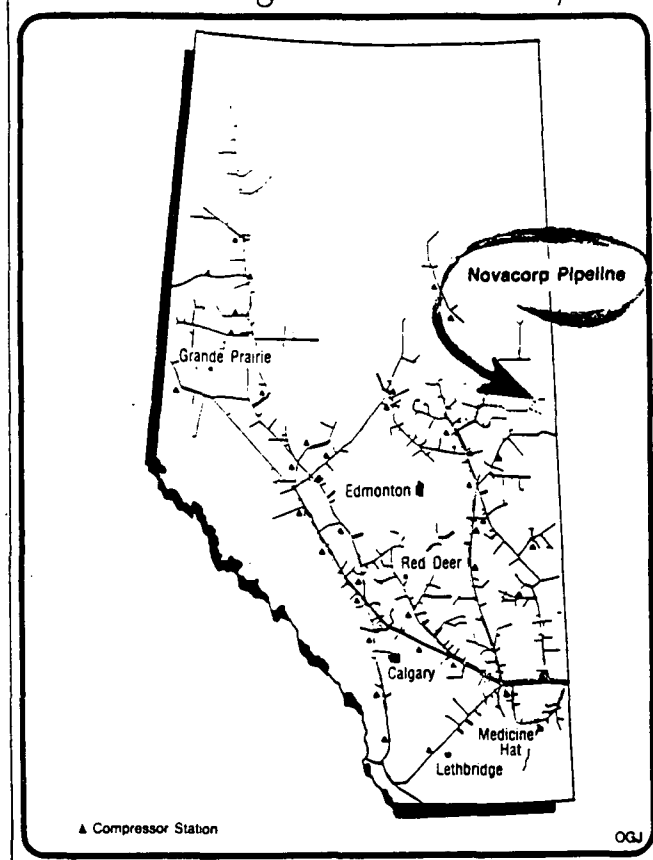 Novacorp Pipeline
Grande Prairie
Edmonton
Red Deer
Calgary
Medicine
Hat
Lethbridge
▲ Compressor Station
OGJ